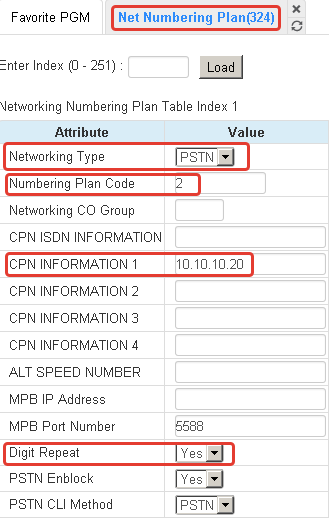 Favorite PGM Net Numbering Plan(324)
Enter Index (0 - 251) : Load
Networking Numbering Plan Table Index 1
Attribute Value
Networking Type PSTN
Numbering Plan Code 2
Networking CO Group
CPN ISDN INFORMATION
CPN INFORMATION 1 10.10.10.20
CPN INFORMATION 2
CPN INFORMATION 3
CPN INFORMATION 4
ALT SPEED NUMBER
MPB IP Address
MPB Port Number 5588
Digit Repeat Yes
PSTN Enblock Yes
PSTN CLI Method PSTN